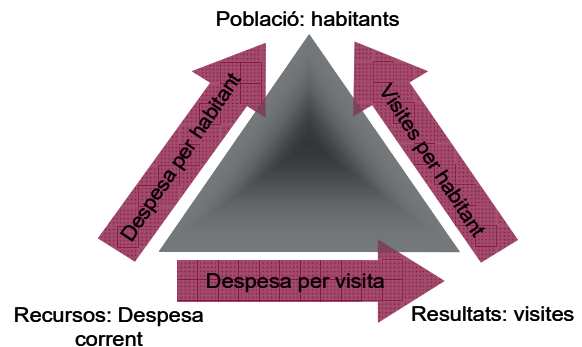 Població: habitants
Despesa per habitant
Visites per habitant
Despesa per visita
Recursos: Despesa
corrent
Resultats: visites